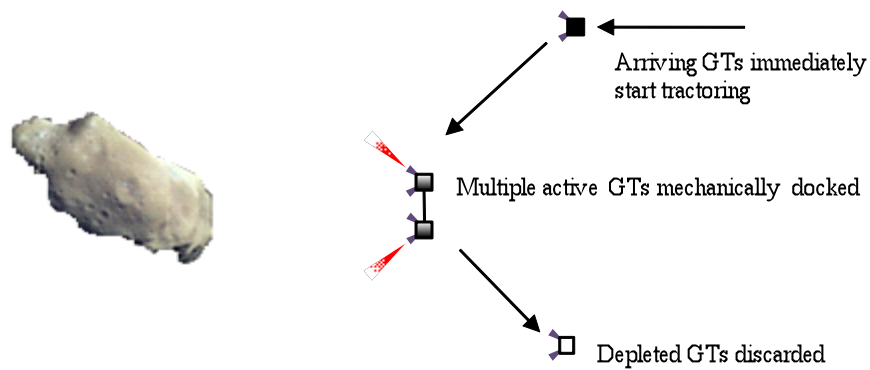 Arriving GTs immediately
start tractoring
Multiple active GTs mechanically docked
Depleted GTs discarded